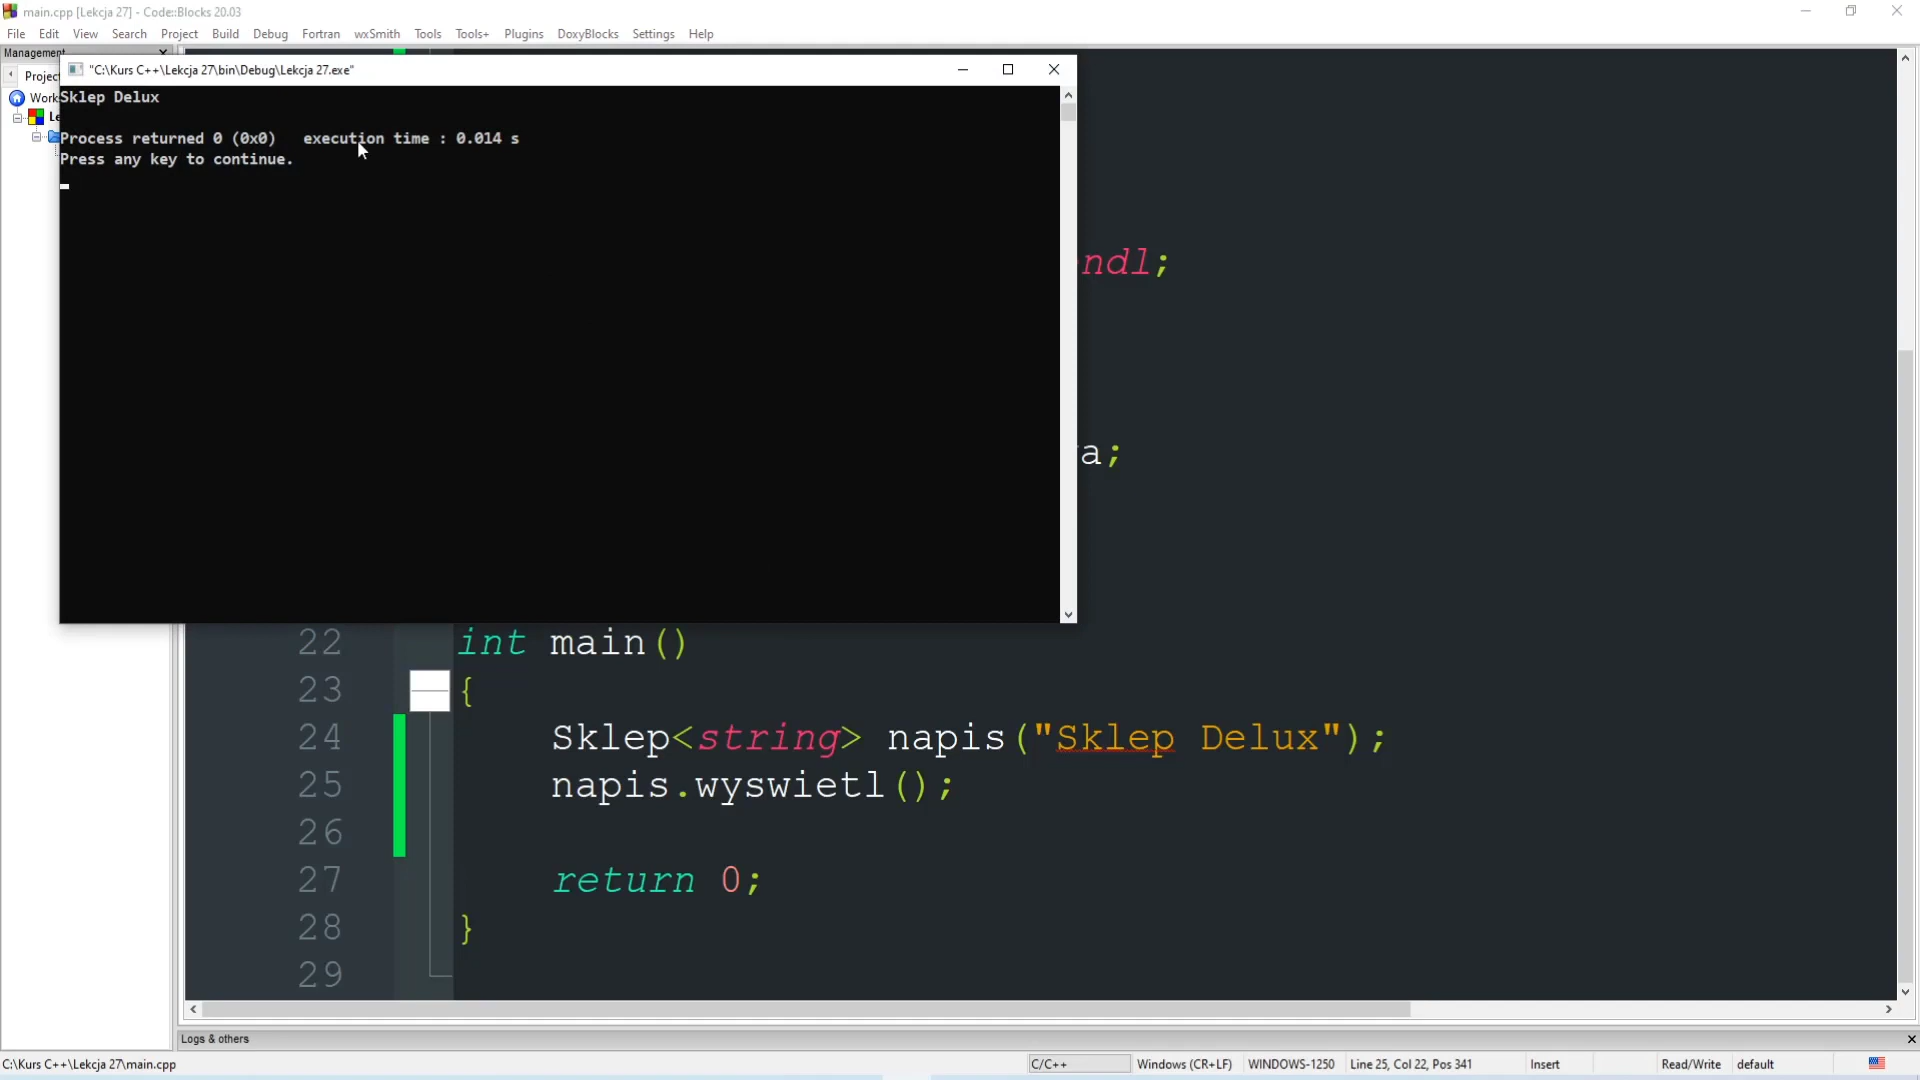 main.cpp [Lekcja 27] - Code::Blocks 20.03
File Edit View Search Project Build Debug Fortran wxSmith Tools Tools+ Plugins DoxyBlocks Settings Help
Management
"C:\Kurs C++\Lekcja 27\bin\Debug\Lekcja 27.exe"
Sklep Delux
Process returned 0 (0x0)   execution time : 0.014 s
Press any key to continue.
ndl;
a;
22 int main()
23 {
24 Sklep<string> napis("Sklep Delux");
25 napis.wyswietl();
26
27 return 0;
28 }
29
Logs & others
C:\Kurs C++\Lekcja 27\main.cpp C/C++ Windows (CR+LF) WINDOWS-1250 Line 25, Col 22, Pos 341 Insert Read/Write default